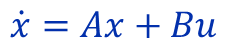 ẋ = Ax + Bu